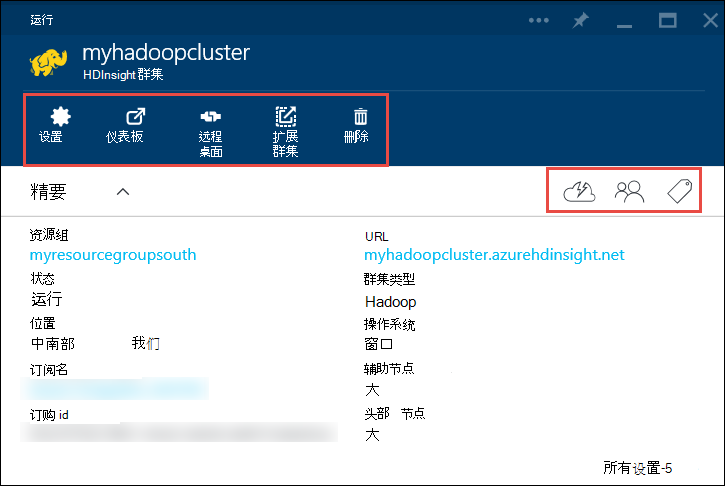 运行
myhadoopcluster
HDInsight 群集
设置 仪表板 远程桌面 扩展群集 删除
精要
资源组 URL
myresourcegroupsouth myhadoopcluster.azurehdinsight.net
状态 群集类型
运行 Hadoop
位置 操作系统
中南部 我们 窗口
订阅名 辅助节点
大
订购 id 头部 节点
大
所有设置-5